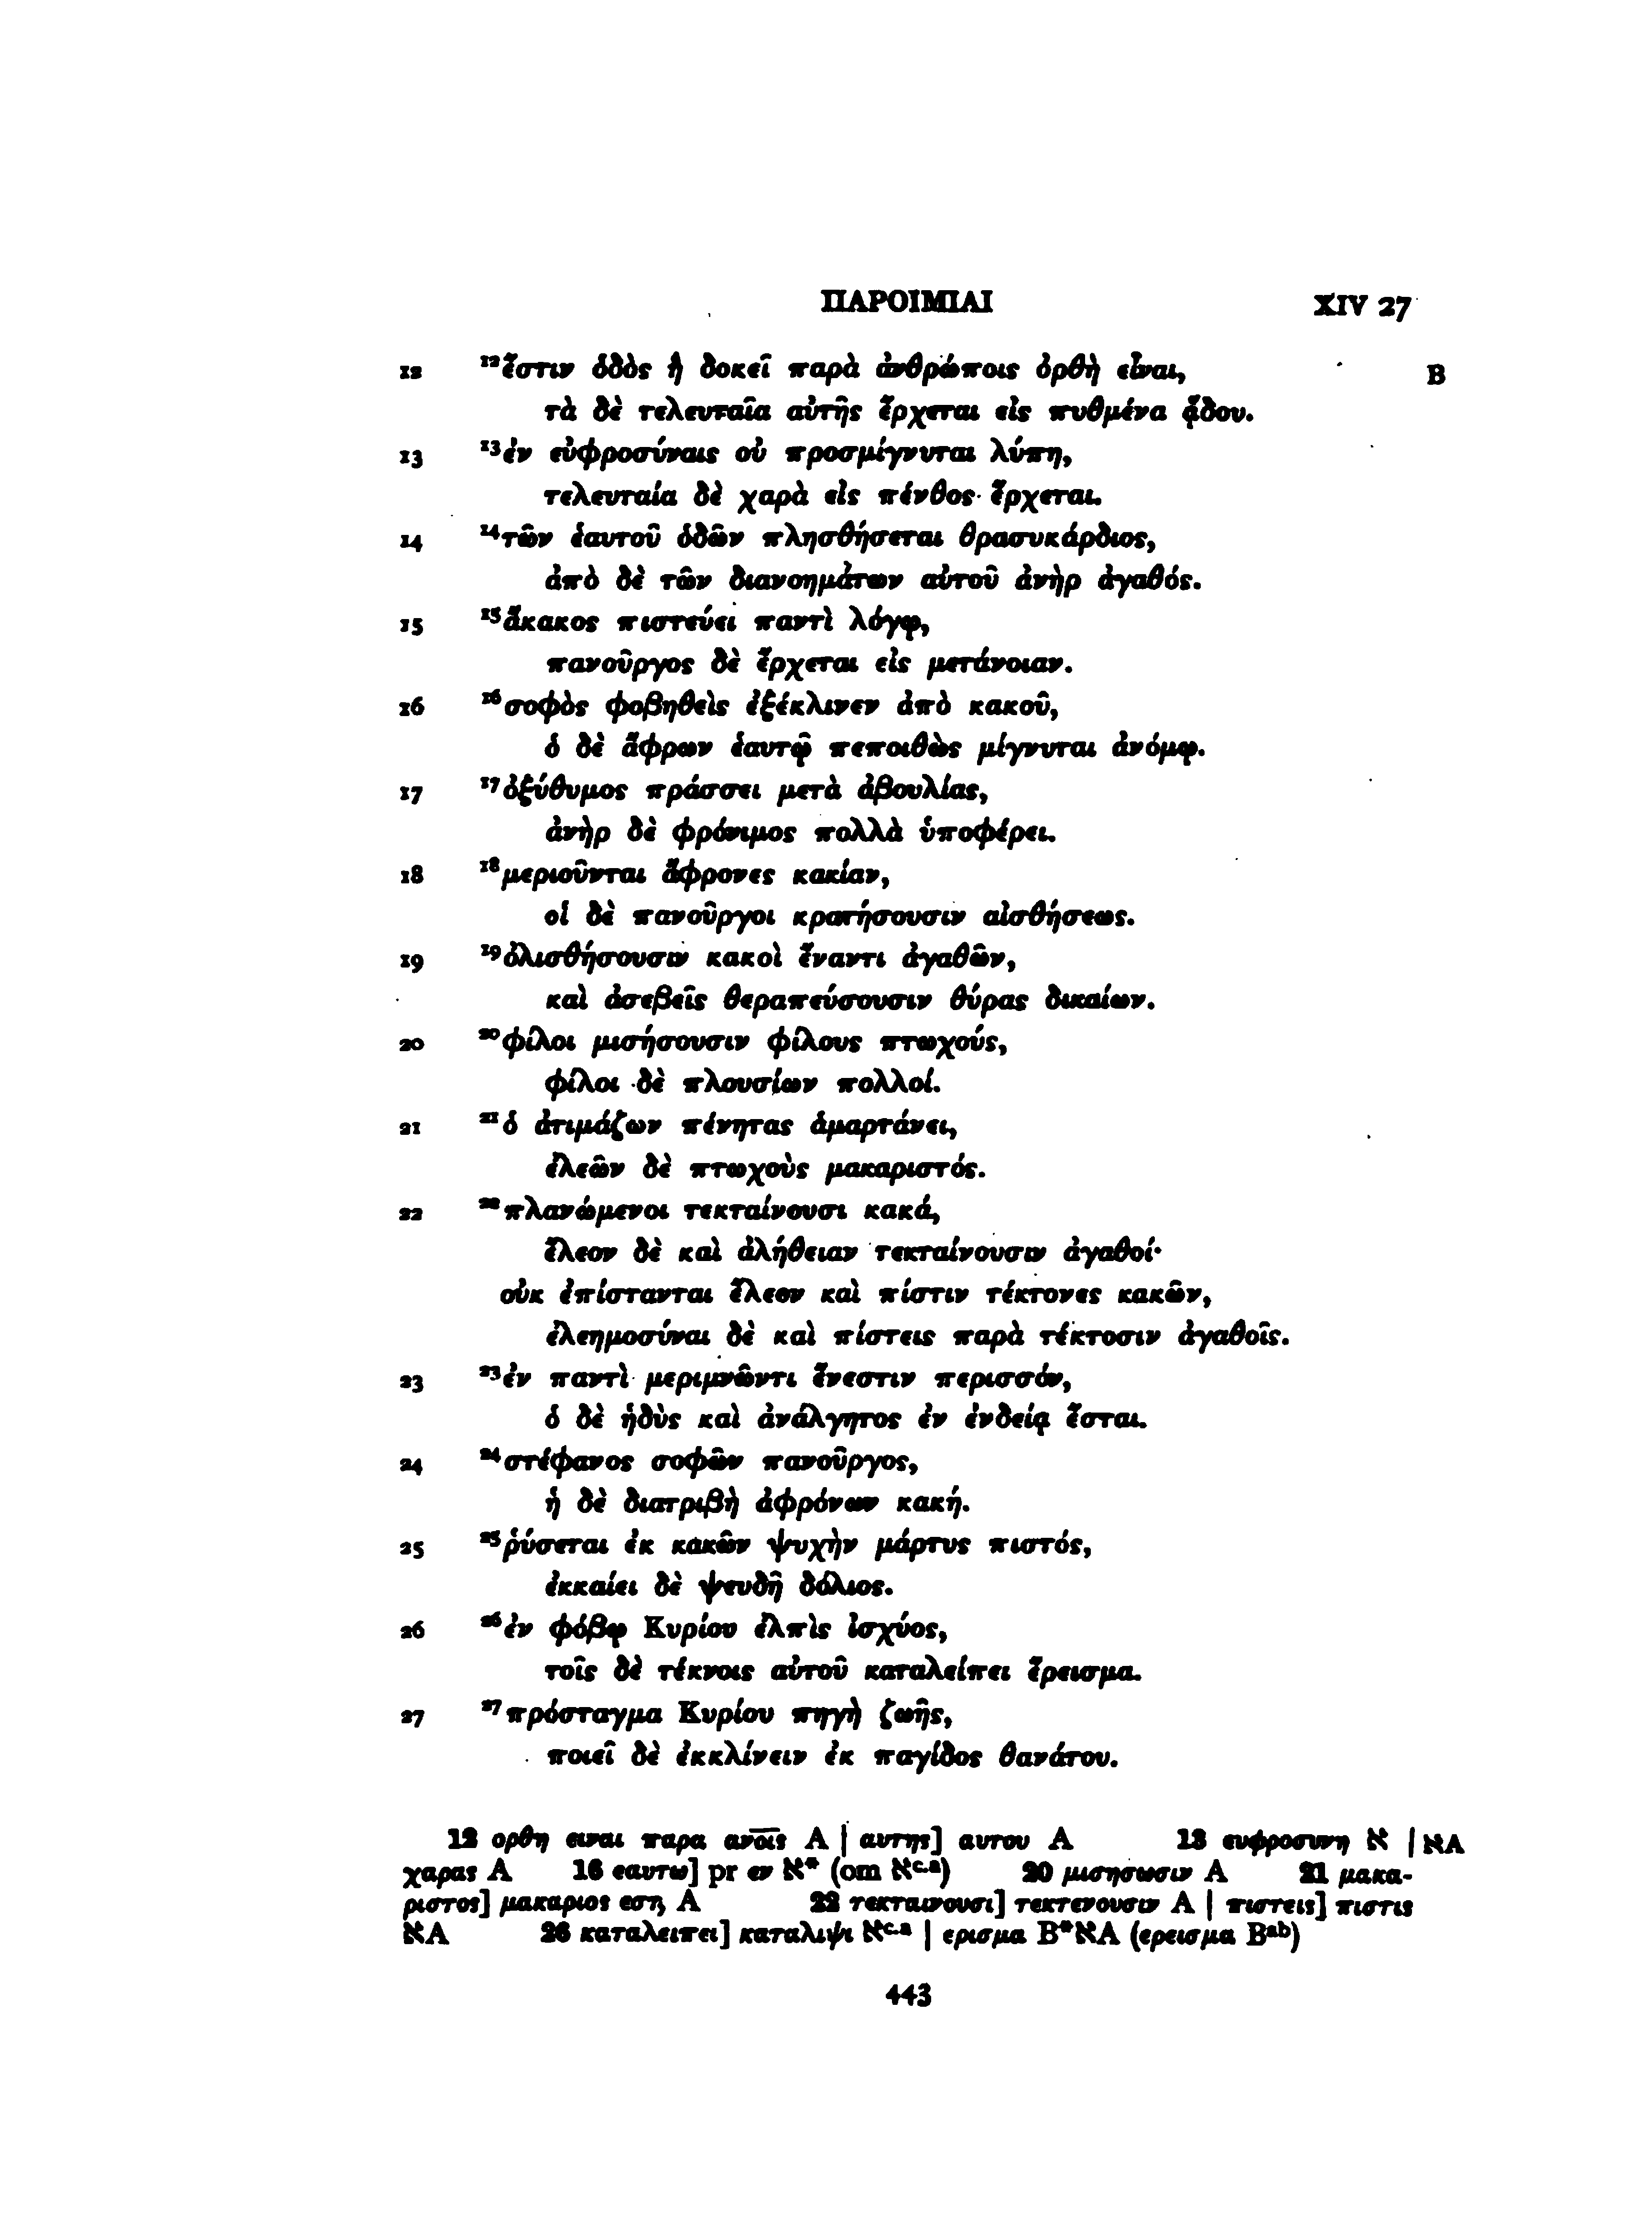 ΠΑΡΟΙΜΙΑΙ XIV 27
12 ¹²ἔστιν ὁδὸς ἣ δοκεῖ παρὰ ἀνθρώποις ὀρθὴ εἶναι, B
τὰ δὲ τελευταῖα αὐτῆς ἔρχεται εἰς πυθμένα ᾅδου.
13 ¹³ἐν εὐφροσύναις οὐ προσμίγνυται λύπη,
τελευταία δὲ χαρὰ εἰς πένθος ἔρχεται.
14 ¹⁴τῶν ἑαυτοῦ ὁδῶν πλησθήσεται θρασυκάρδιος,
ἀπὸ δὲ τῶν διανοημάτων αὐτοῦ ἀνὴρ ἀγαθός.
15 ¹⁵ἄκακος πιστεύει παντὶ λόγῳ,
πανοῦργος δὲ ἔρχεται εἰς μετάνοιαν.
16 ¹⁶σοφὸς φοβηθεὶς ἐξέκλινεν ἀπὸ κακοῦ,
ὁ δὲ ἄφρων ἑαυτῷ πεποιθὼς μίγνυται ἀνόμῳ.
17 ¹⁷ὀξύθυμος πράσσει μετὰ ἀβουλίας,
ἀνὴρ δὲ φρόνιμος πολλὰ ὑποφέρει.
18 ¹⁸μεριοῦνται ἄφρονες κακίαν,
οἱ δὲ πανοῦργοι κρατήσουσιν αἰσθήσεως.
19 ¹⁹ὀλισθήσουσιν κακοὶ ἔναντι ἀγαθῶν,
καὶ ἀσεβεῖς θεραπεύσουσιν θύρας δικαίων.
20 ²⁰φίλοι μισήσουσιν φίλους πτωχούς,
φίλοι δὲ πλουσίων πολλοί.
21 ²¹ὁ ἀτιμάζων πένητας ἁμαρτάνει,
ἐλεῶν δὲ πτωχοὺς μακαριστός.
22 ²²πλανώμενοι τεκταίνουσι κακά,
ἔλεον δὲ καὶ ἀλήθειαν τεκταίνουσιν ἀγαθοί·
οὐκ ἐπίστανται ἔλεον καὶ πίστιν τέκτονες κακῶν,
ἐλεημοσύναι δὲ καὶ πίστεις παρὰ τέκτοσιν ἀγαθοῖς.
23 ²³ἐν παντὶ μεριμνῶντι ἔνεστιν περισσόν,
ὁ δὲ ἡδὺς καὶ ἀνάλγητος ἐν ἐνδείᾳ ἔσται.
24 ²⁴στέφανος σοφῶν πανοῦργος,
ἡ δὲ διατριβὴ ἀφρόνων κακή.
25 ²⁵ῥύσεται ἐκ κακῶν ψυχὴν μάρτυς πιστός,
ἐκκαίει δὲ ψευδῆ δόλιος.
26 ²⁶ἐν φόβῳ Κυρίου ἐλπὶς ἰσχύος,
τοῖς δὲ τέκνοις αὐτοῦ καταλείπει ἔρεισμα.
27 ²⁷πρόσταγμα Κυρίου πηγὴ ζωῆς,
ποιεῖ δὲ ἐκκλίνειν ἐκ παγίδος θανάτου.
12 ορθη ειναι παρα αν̅ο̅ι̅ς A | αυτης] αυτου A 13 ευφροσυνη א | אA
χαρας A 16 εαυτω] pr εν א* (om אᶜ·ᵃ) 20 μισησωσιν A 21 μακα-
ριστος] μακαριος εστι A 22 τεκταινουσι] τεκτενουσιν A | πιστεις] πιστις
אA 26 καταλειπει] καταλιψι אᶜ·ᵃ | ερισμα B*אA (ερεισμα Bᵃᵇ)
443